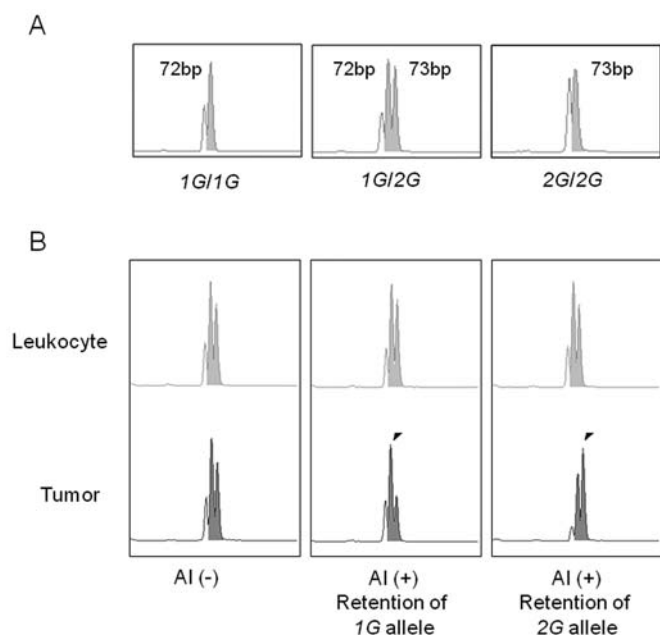 A
72bp
72bp 73bp
73bp
1G/1G
1G/2G
2G/2G
B
Leukocyte
Tumor
AI (-)
AI (+)
Retention of
1G allele
AI (+)
Retention of
2G allele